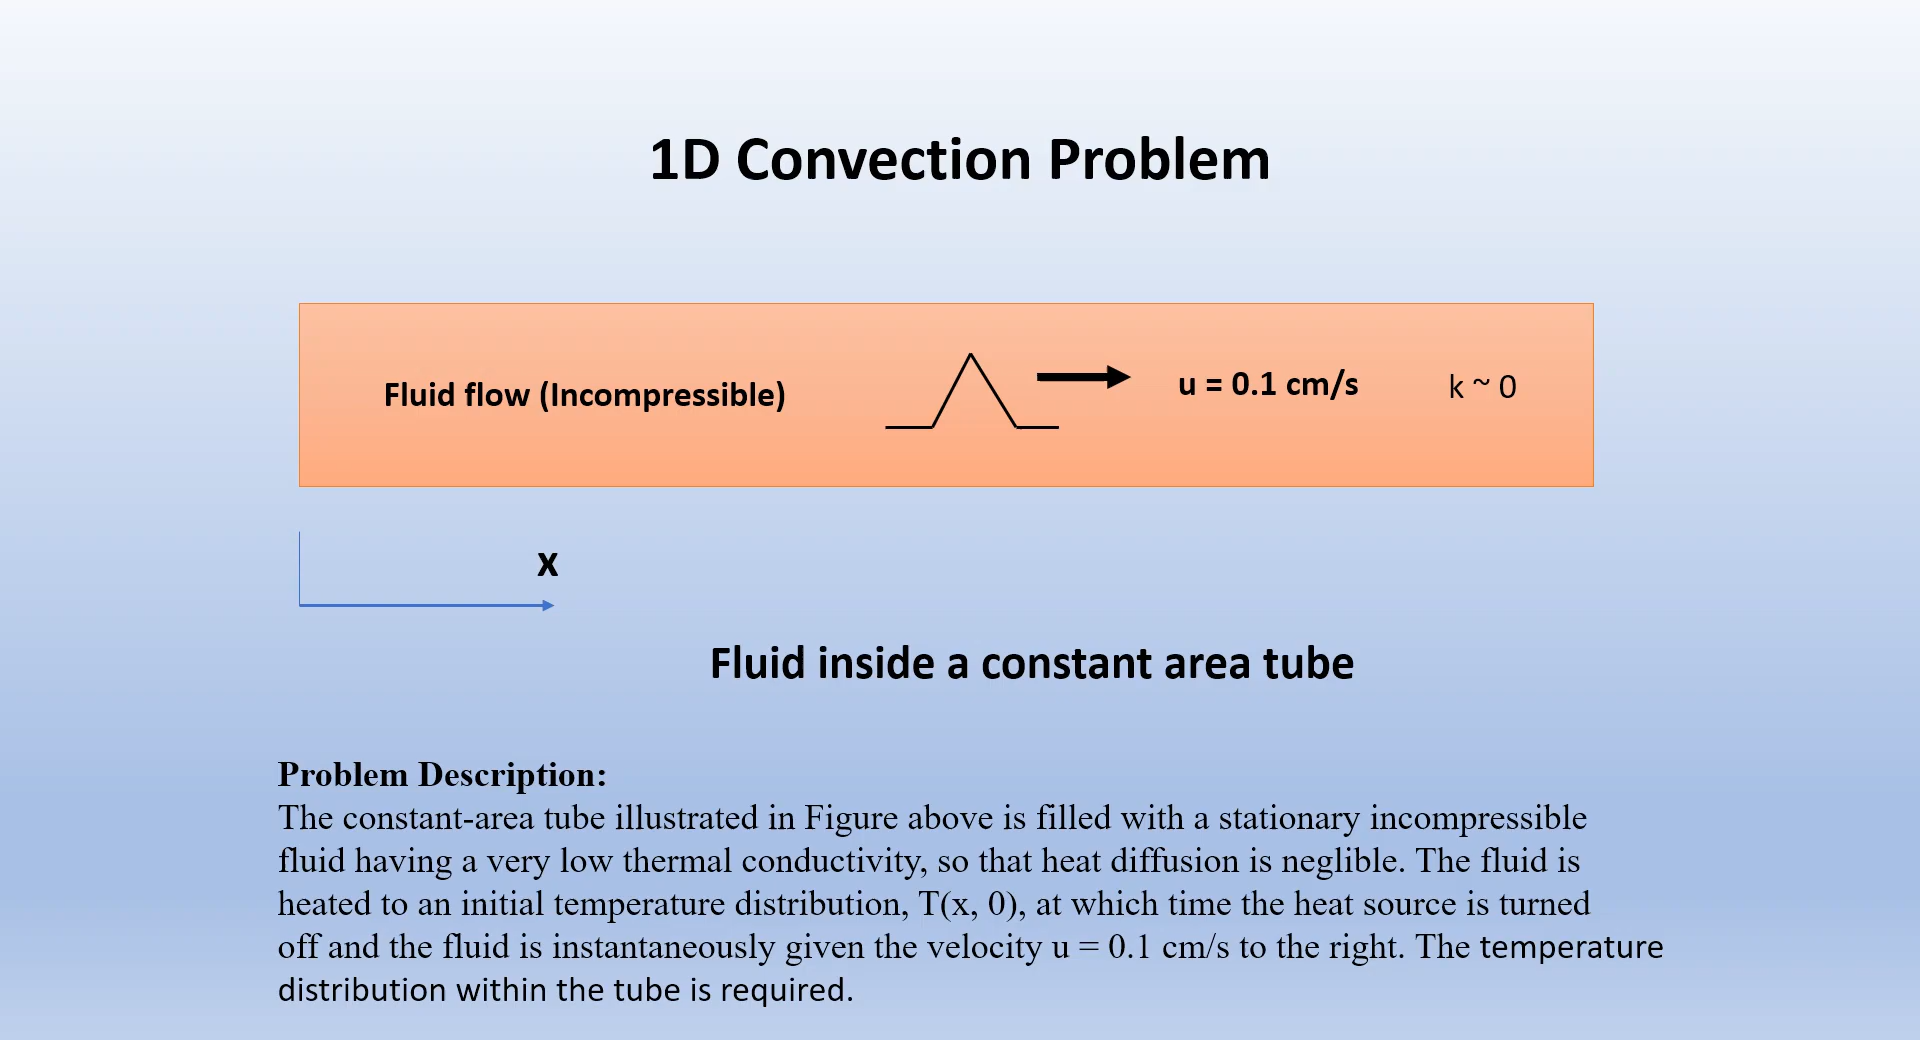 1D Convection Problem
Fluid flow (Incompressible)
u = 0.1 cm/s
k ~ 0
x
Fluid inside a constant area tube
Problem Description:
The constant-area tube illustrated in Figure above is filled with a stationary incompressible
fluid having a very low thermal conductivity, so that heat diffusion is neglible. The fluid is
heated to an initial temperature distribution, T(x, 0), at which time the heat source is turned
off and the fluid is instantaneously given the velocity u = 0.1 cm/s to the right. The temperature
distribution within the tube is required.